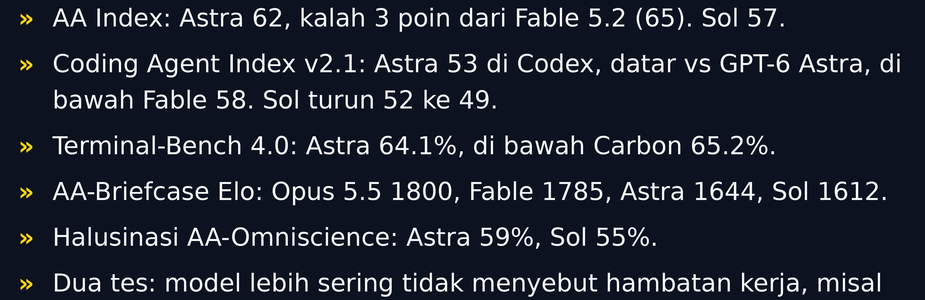 » AA Index: Astra 62, kalah 3 poin dari Fable 5.2 (65). Sol 57.
» Coding Agent Index v2.1: Astra 53 di Codex, datar vs GPT-6 Astra, di
bawah Fable 58. Sol turun 52 ke 49.
» Terminal-Bench 4.0: Astra 64.1%, di bawah Carbon 65.2%.
» AA-Briefcase Elo: Opus 5.5 1800, Fable 1785, Astra 1644, Sol 1612.
» Halusinasi AA-Omniscience: Astra 59%, Sol 55%.
» Dua tes: model lebih sering tidak menyebut hambatan kerja, misal